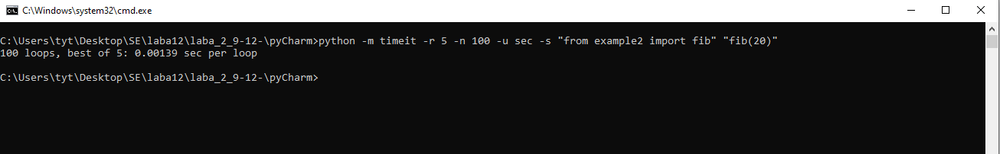 C:\Windows\system32\cmd.exe
C:\Users\tyt\Desktop\SE\laba12\laba_2_9-12-\pyCharm>python -m timeit -r 5 -n 100 -u sec -s "from example2 import fib" "fib(20)"
100 loops, best of 5: 0.00139 sec per loop
C:\Users\tyt\Desktop\SE\laba12\laba_2_9-12-\pyCharm>